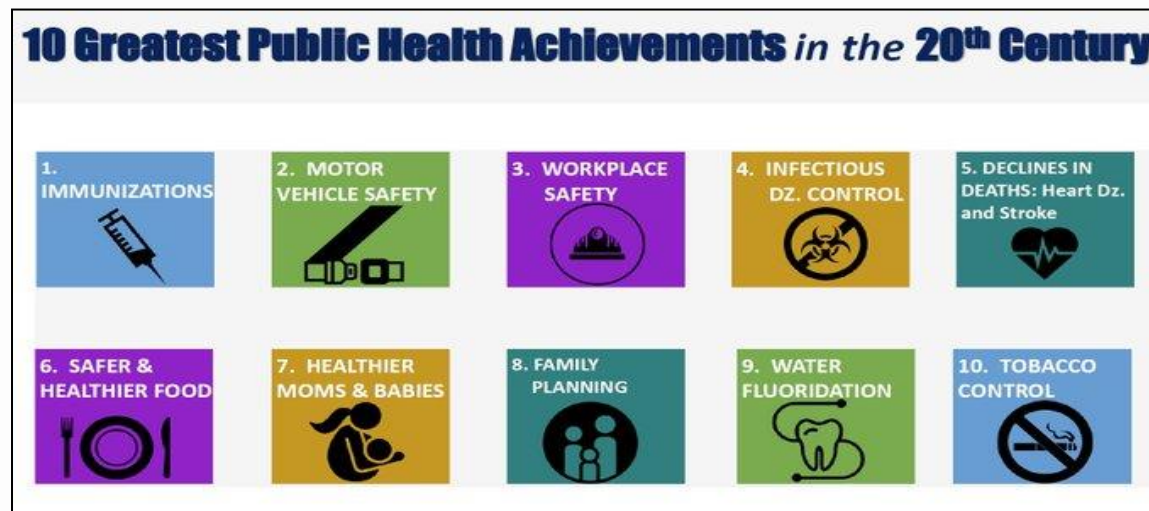 10 Greatest Public Health Achievements in the 20th Century
1.
IMMUNIZATIONS
2. MOTOR
VEHICLE SAFETY
3. WORKPLACE
SAFETY
4. INFECTIOUS
DZ. CONTROL
5. DECLINES IN
DEATHS: Heart Dz.
and Stroke
6. SAFER &
HEALTHIER FOOD
7. HEALTHIER
MOMS & BABIES
8. FAMILY
PLANNING
9. WATER
FLUORIDATION
10. TOBACCO
CONTROL